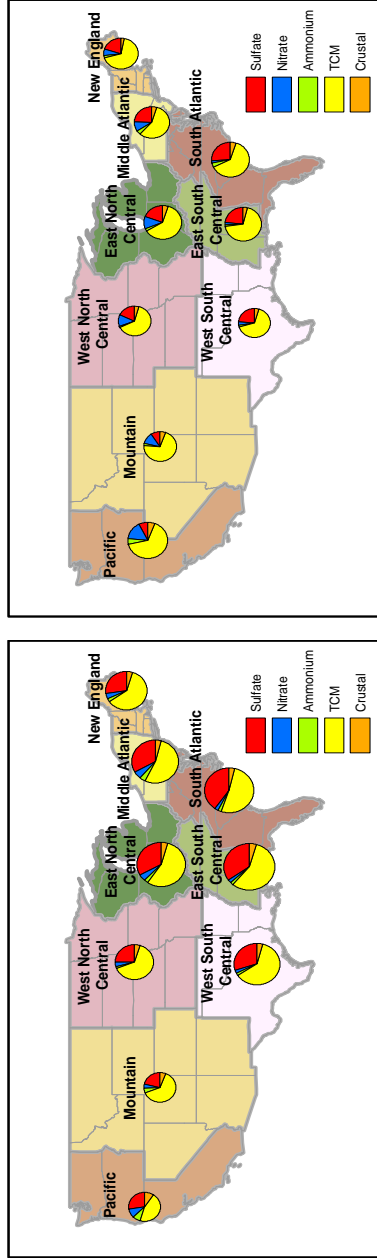 Pacific
Mountain
West North
Central
West South
Central
East North
Central
East South
Central
Middle Atlantic
South Atlantic
New England
Sulfate
Nitrate
Ammonium
TCM
Crustal
Pacific
Mountain
West North
Central
West South
Central
East North
Central
East South
Central
Middle Atlantic
South Atlantic
New England
Sulfate
Nitrate
Ammonium
TCM
Crustal